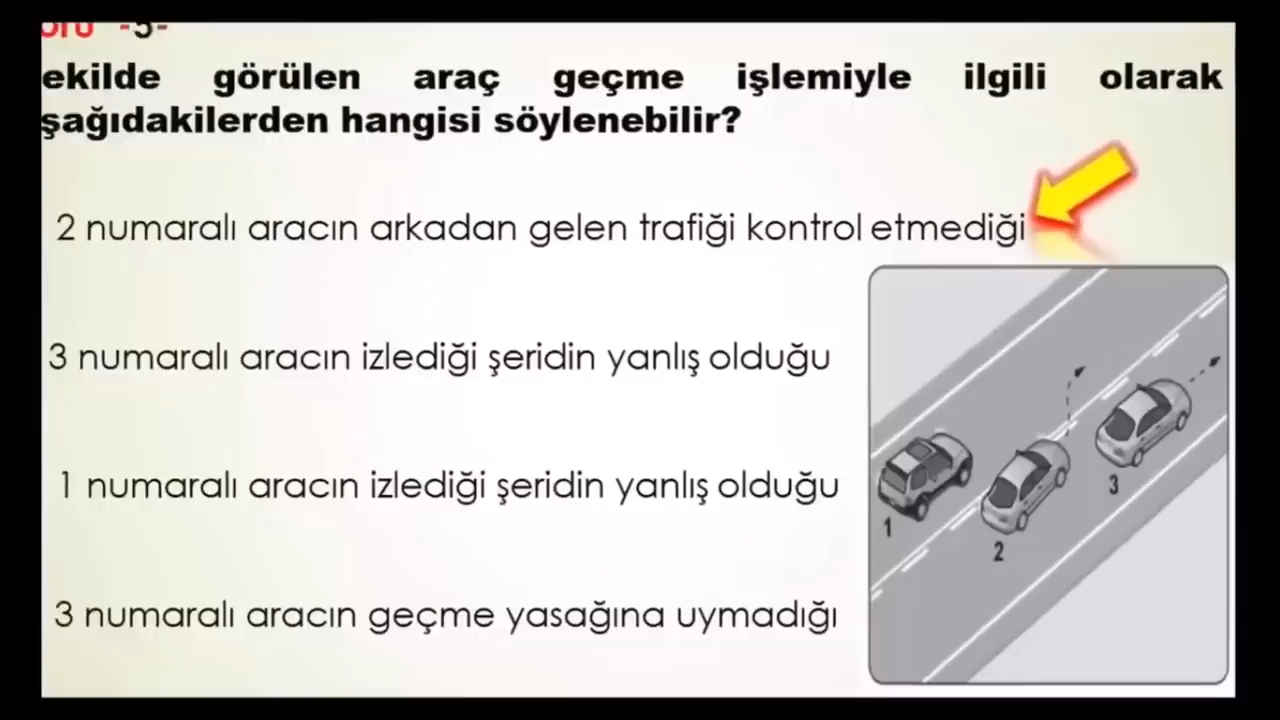 oru -5-
ekilde görülen araç geçme işlemiyle ilgili olarak
şağıdakilerden hangisi söylenebilir?
2 numaralı aracın arkadan gelen trafiği kontrol etmediği
3 numaralı aracın izlediği şeridin yanlış olduğu
1 numaralı aracın izlediği şeridin yanlış olduğu
3 numaralı aracın geçme yasağına uymadığı
1
2
3